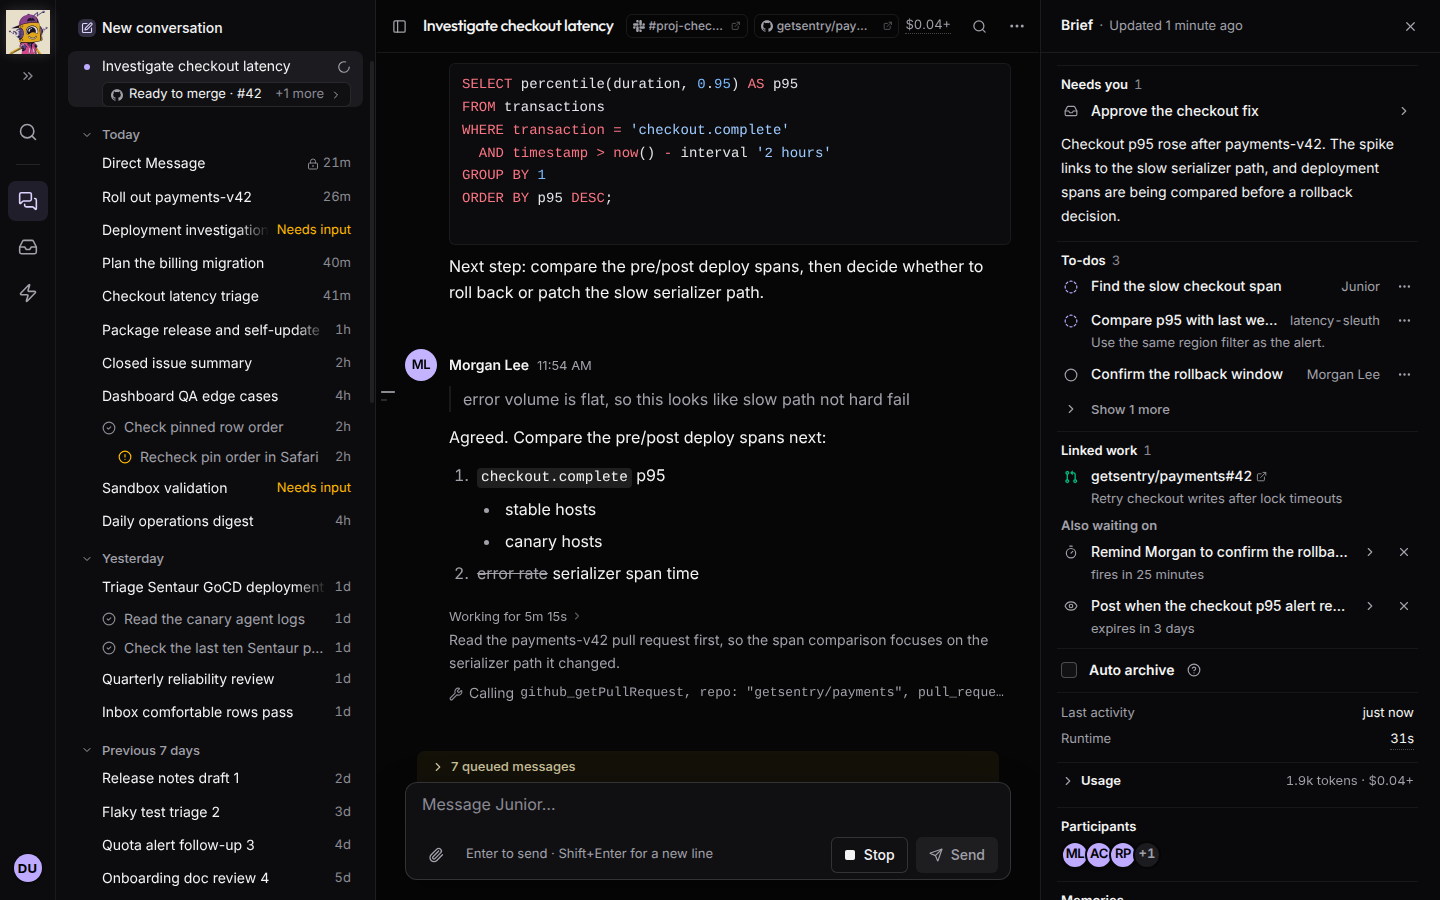 New conversation
Investigate checkout latency
Ready to merge · #42 +1 more
Today
Direct Message 21m
Roll out payments-v42 26m
Deployment investigation Needs input
Plan the billing migration 40m
Checkout latency triage 41m
Package release and self-update 1h
Closed issue summary 2h
Dashboard QA edge cases 4h
Check pinned row order 2h
Recheck pin order in Safari 2h
Sandbox validation Needs input
Daily operations digest 4h
Yesterday
Triage Sentaur GoCD deployment 1d
Read the canary agent logs 1d
Check the last ten Sentaur p... 1d
Quarterly reliability review 1d
Inbox comfortable rows pass 1d
Previous 7 days
Release notes draft 1 2d
Flaky test triage 2 3d
Quota alert follow-up 3 4d
Onboarding doc review 4 5d
DU
Investigate checkout latency #proj-chec... getsentry/pay... $0.04+
SELECT percentile(duration, 0.95) AS p95
FROM transactions
WHERE transaction = 'checkout.complete'
AND timestamp > now() - interval '2 hours'
GROUP BY 1
ORDER BY p95 DESC;
Next step: compare the pre/post deploy spans, then decide whether to
roll back or patch the slow serializer path.
ML Morgan Lee 11:54 AM
error volume is flat, so this looks like slow path not hard fail
Agreed. Compare the pre/post deploy spans next:
1. checkout.complete p95
• stable hosts
• canary hosts
2. error rate serializer span time
Working for 5m 15s
Read the payments-v42 pull request first, so the span comparison focuses on the
serializer path it changed.
Calling github_getPullRequest, repo: "getsentry/payments", pull_reque...
7 queued messages
Message Junior...
Enter to send · Shift+Enter for a new line
Stop
Send
Brief · Updated 1 minute ago
Needs you 1
Approve the checkout fix
Checkout p95 rose after payments-v42. The spike
links to the slow serializer path, and deployment
spans are being compared before a rollback
decision.
To-dos 3
Find the slow checkout span Junior
Compare p95 with last we... latency-sleuth
Use the same region filter as the alert.
Confirm the rollback window Morgan Lee
Show 1 more
Linked work 1
getsentry/payments#42
Retry checkout writes after lock timeouts
Also waiting on
Remind Morgan to confirm the rollba...
fires in 25 minutes
Post when the checkout p95 alert re...
expires in 3 days
Auto archive
Last activity just now
Runtime 31s
Usage 1.9k tokens · $0.04+
Participants
ML AC RP +1
Memories